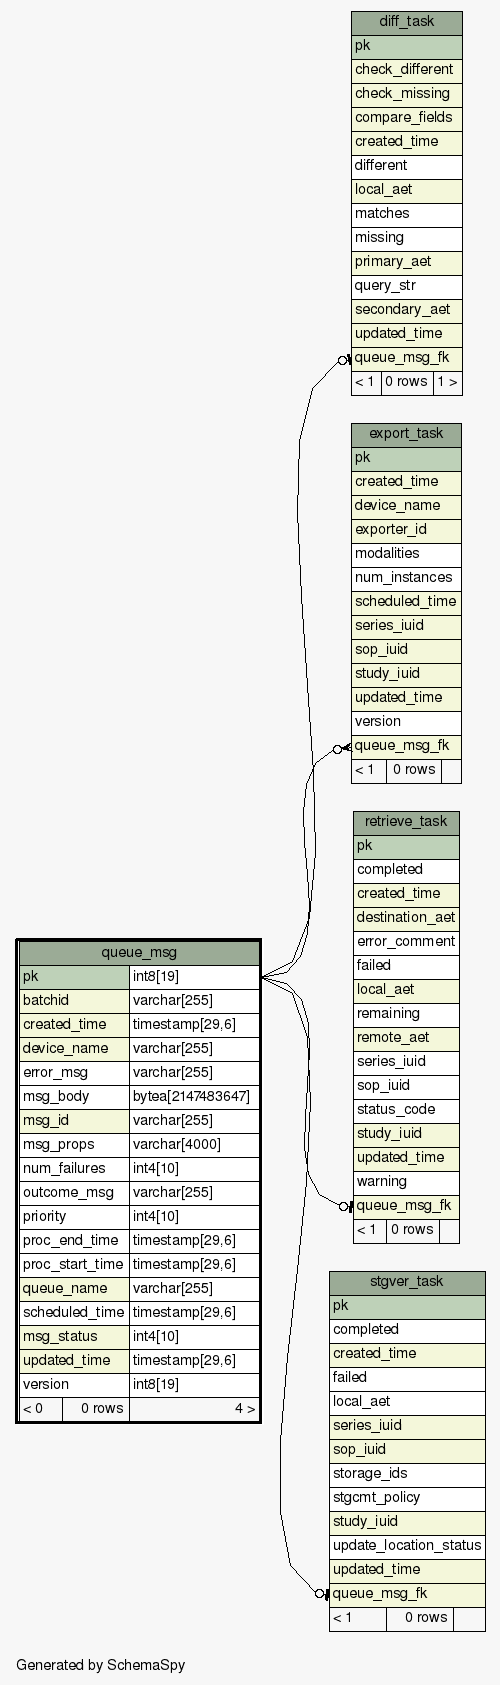 diff_task
pk
check_different
check_missing
compare_fields
created_time
different
local_aet
matches
missing
primary_aet
query_str
secondary_aet
updated_time
queue_msg_fk
< 1 0 rows 1 >
export_task
pk
created_time
device_name
exporter_id
modalities
num_instances
scheduled_time
series_iuid
sop_iuid
study_iuid
updated_time
version
queue_msg_fk
< 1 0 rows
retrieve_task
pk
completed
created_time
destination_aet
error_comment
failed
local_aet
remaining
remote_aet
series_iuid
sop_iuid
status_code
study_iuid
updated_time
warning
queue_msg_fk
< 1 0 rows
queue_msg
pk int8[19]
batchid varchar[255]
created_time timestamp[29,6]
device_name varchar[255]
error_msg varchar[255]
msg_body bytea[2147483647]
msg_id varchar[255]
msg_props varchar[4000]
num_failures int4[10]
outcome_msg varchar[255]
priority int4[10]
proc_end_time timestamp[29,6]
proc_start_time timestamp[29,6]
queue_name varchar[255]
scheduled_time timestamp[29,6]
msg_status int4[10]
updated_time timestamp[29,6]
version int8[19]
< 0 0 rows 4 >
stgver_task
pk
completed
created_time
failed
local_aet
series_iuid
sop_iuid
storage_ids
stgcmt_policy
study_iuid
update_location_status
updated_time
queue_msg_fk
< 1 0 rows
Generated by SchemaSpy